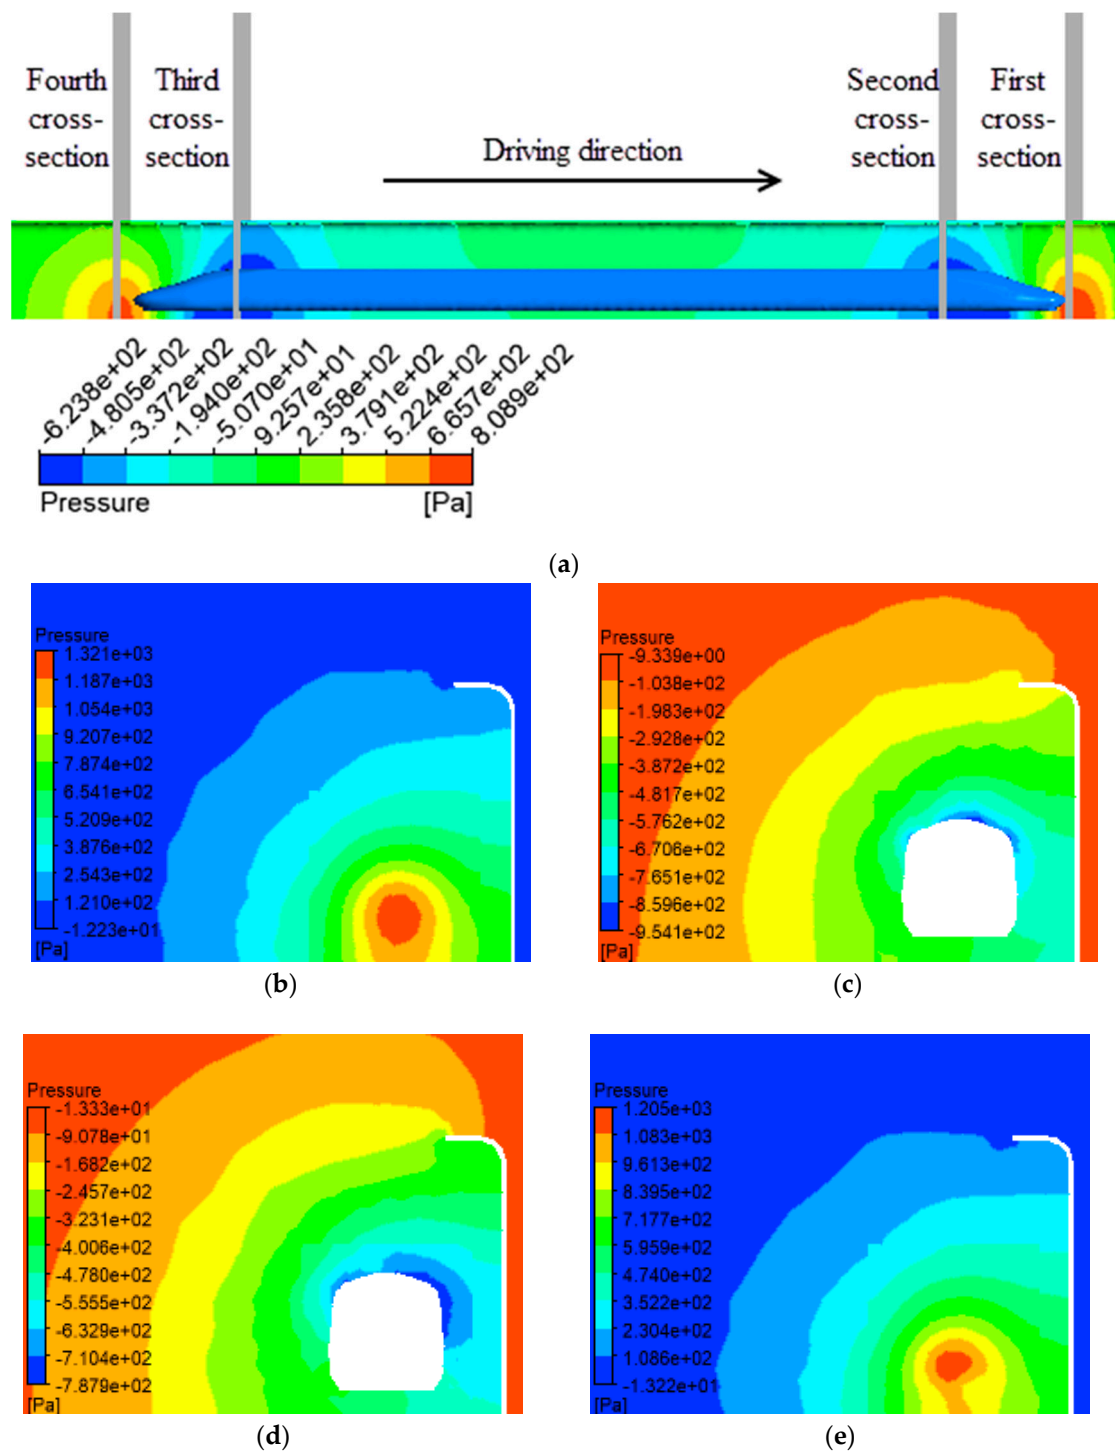 Fourth Third Second First
cross- cross- cross- cross-
section section section section
Driving direction
-6.238e+02
-4.805e+02
-3.372e+02
-1.940e+02
-5.070e+01
9.257e+01
2.358e+02
3.791e+02
5.224e+02
6.657e+02
8.089e+02
Pressure [Pa]
(a)
Pressure
1.321e+03
1.187e+03
1.054e+03
9.207e+02
7.874e+02
6.541e+02
5.209e+02
3.876e+02
2.543e+02
1.210e+02
-1.223e+01
[Pa]
(b)
Pressure
-9.339e+00
-1.038e+02
-1.983e+02
-2.928e+02
-3.872e+02
-4.817e+02
-5.762e+02
-6.706e+02
-7.651e+02
-8.596e+02
-9.541e+02
[Pa]
(c)
Pressure
-1.333e+01
-9.078e+01
-1.682e+02
-2.457e+02
-3.231e+02
-4.006e+02
-4.780e+02
-5.555e+02
-6.329e+02
-7.104e+02
-7.879e+02
[Pa]
(d)
Pressure
1.205e+03
1.083e+03
9.613e+02
8.395e+02
7.177e+02
5.959e+02
4.740e+02
3.522e+02
2.304e+02
1.086e+02
-1.322e+01
[Pa]
(e)